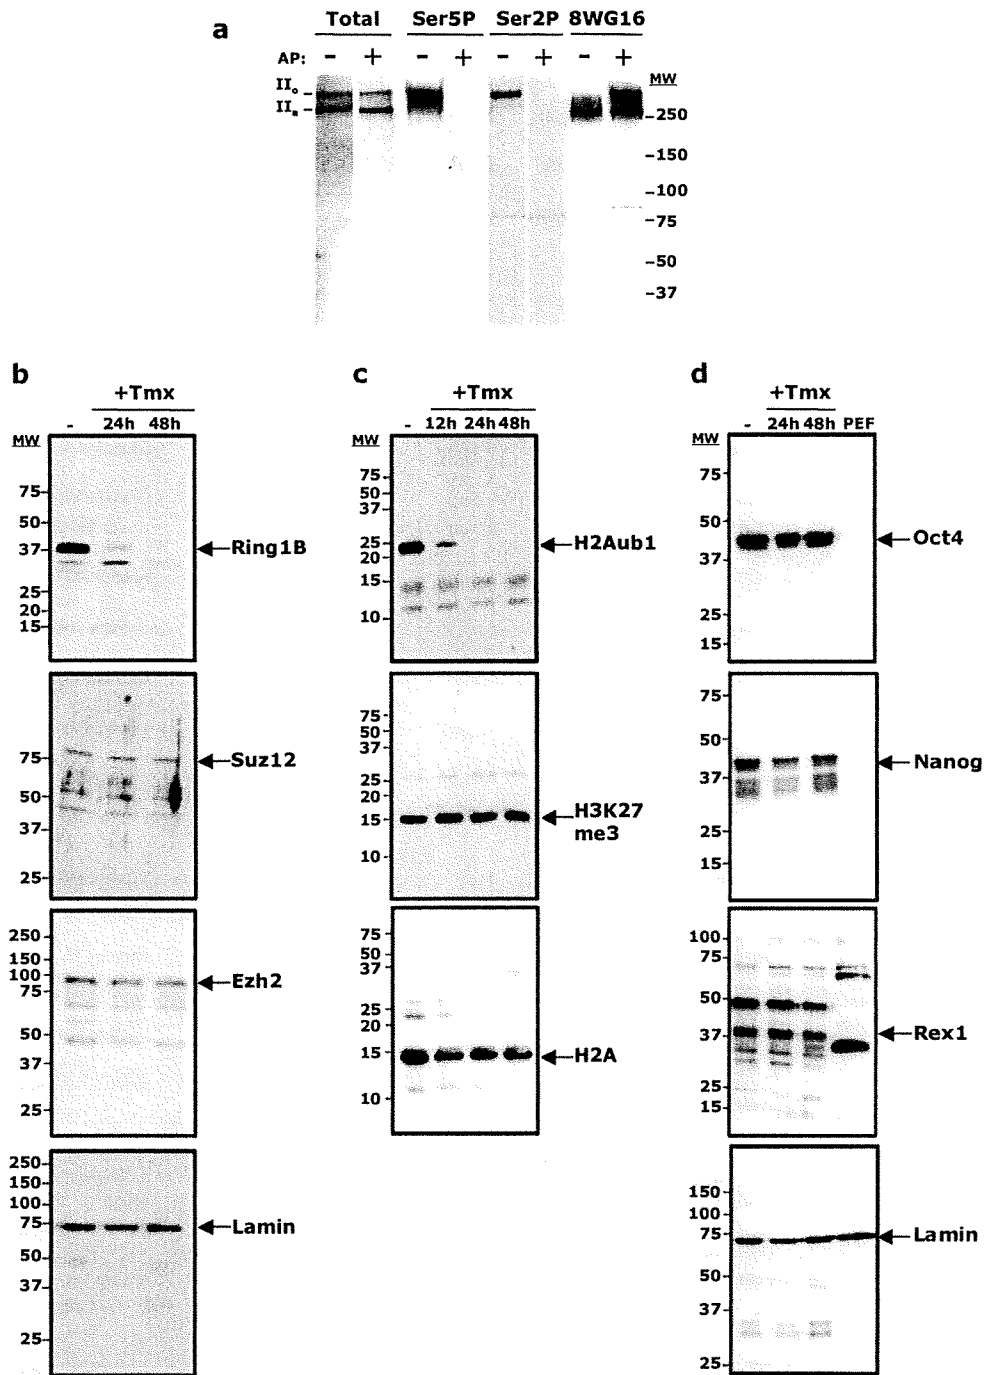 a
Total Ser5P Ser2P 8WG16
AP: - + - + - + - +
MW
IIo
IIa
250
150
100
75
50
37
b
+Tmx
- 24h 48h
MW
75
50
37
25
20
15
Ring1B
75
50
37
25
Suz12
250
150
100
75
50
37
25
Ezh2
250
150
100
75
50
37
25
Lamin
c
+Tmx
- 12h 24h 48h
MW
75
50
37
25
20
15
10
H2Aub1
75
50
37
25
20
15
10
H3K27
me3
75
50
37
25
20
15
10
H2A
d
+Tmx
- 24h 48h PEF
MW
75
50
37
25
15
Oct4
75
50
37
25
15
Nanog
100
75
50
37
25
15
Rex1
150
100
75
50
37
25
Lamin